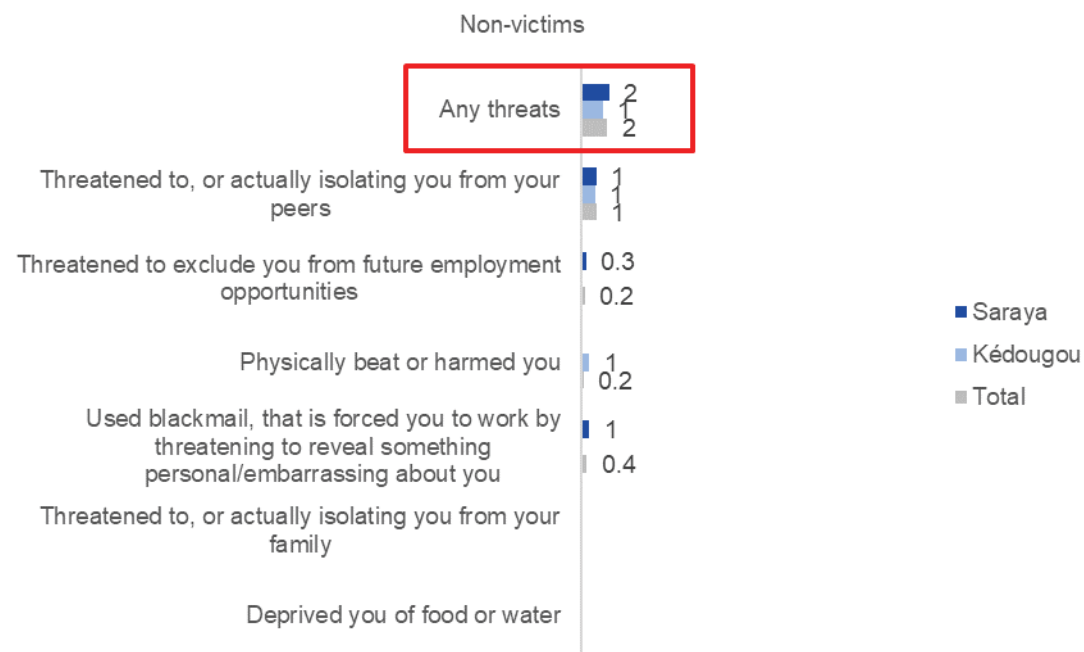 Non-victims
Any threats
2
1
2
Threatened to, or actually isolating you from your
peers
1
1
1
Threatened to exclude you from future employment
opportunities
0.3
0.2
Physically beat or harmed you
1
0.2
Used blackmail, that is forced you to work by
threatening to reveal something
personal/embarrassing about you
1
0.4
Threatened to, or actually isolating you from your
family
Deprived you of food or water
Saraya
Kédougou
Total